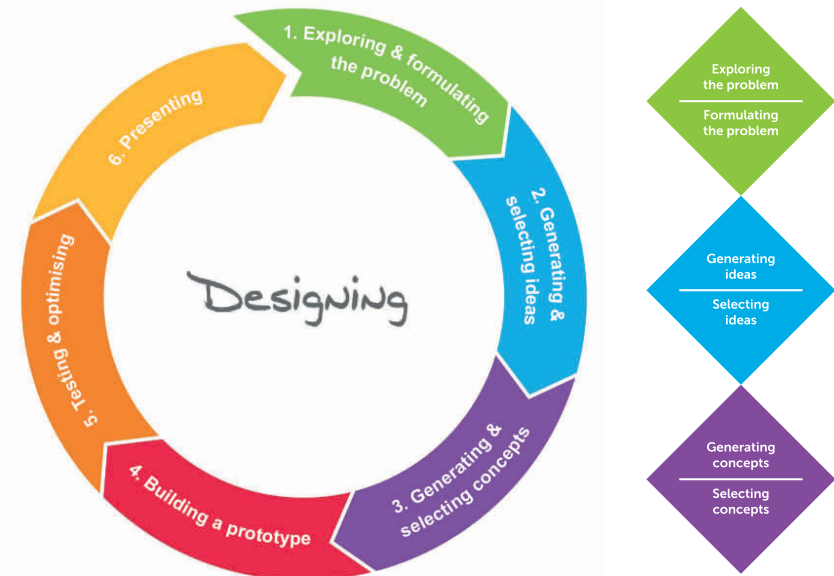 1. Exploring & formulating
the problem
2. Generating &
selecting ideas
3. Generating &
selecting concepts
4. Building a prototype
5. Testing & optimising
6. Presenting
Designing
Exploring
the problem
Formulating
the problem
Generating
ideas
Selecting
ideas
Generating
concepts
Selecting
concepts